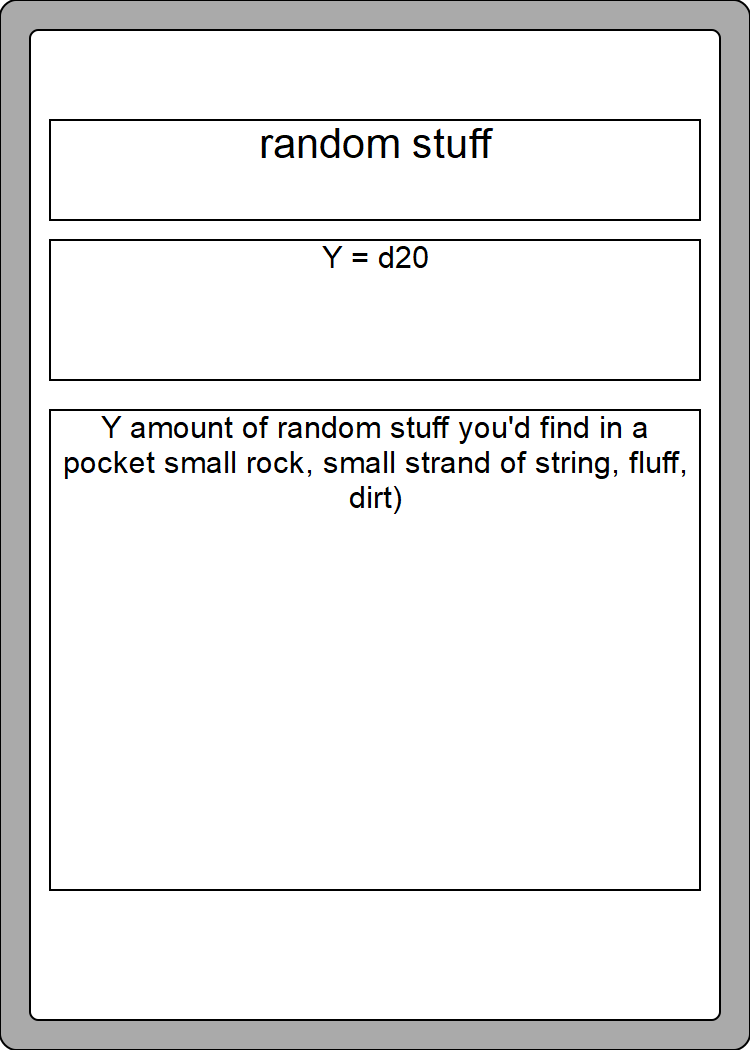 random stuff
Y = d20
Y amount of random stuff you'd find in a
pocket small rock, small strand of string, fluff,
dirt)